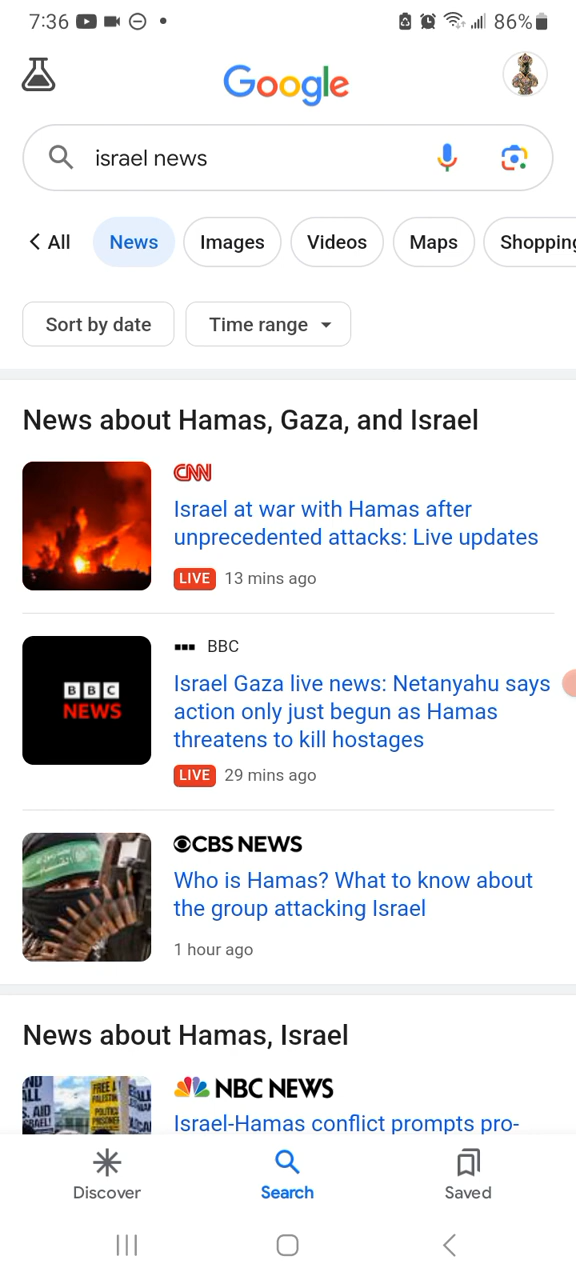 7:36
86%
Google
israel news
All
News
Images
Videos
Maps
Shopping
Sort by date
Time range
News about Hamas, Gaza, and Israel
CNN
Israel at war with Hamas after
unprecedented attacks: Live updates
LIVE 13 mins ago
BBC
NEWS
BBC
Israel Gaza live news: Netanyahu says
action only just begun as Hamas
threatens to kill hostages
LIVE 29 mins ago
CBS NEWS
Who is Hamas? What to know about
the group attacking Israel
1 hour ago
News about Hamas, Israel
FREE
NBC NEWS
Israel-Hamas conflict prompts pro-
Discover
Search
Saved